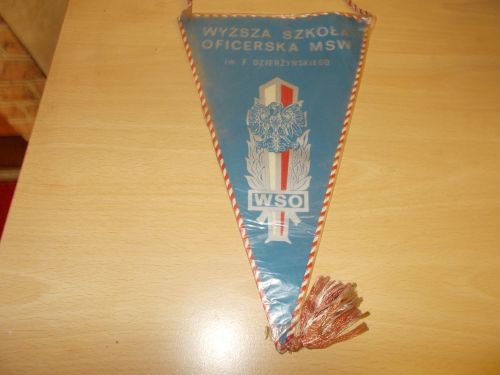 WYŻSZA SZKOŁA
OFICERSKA MSW
im. F. DZIERŻYŃSKIEGO
WSO